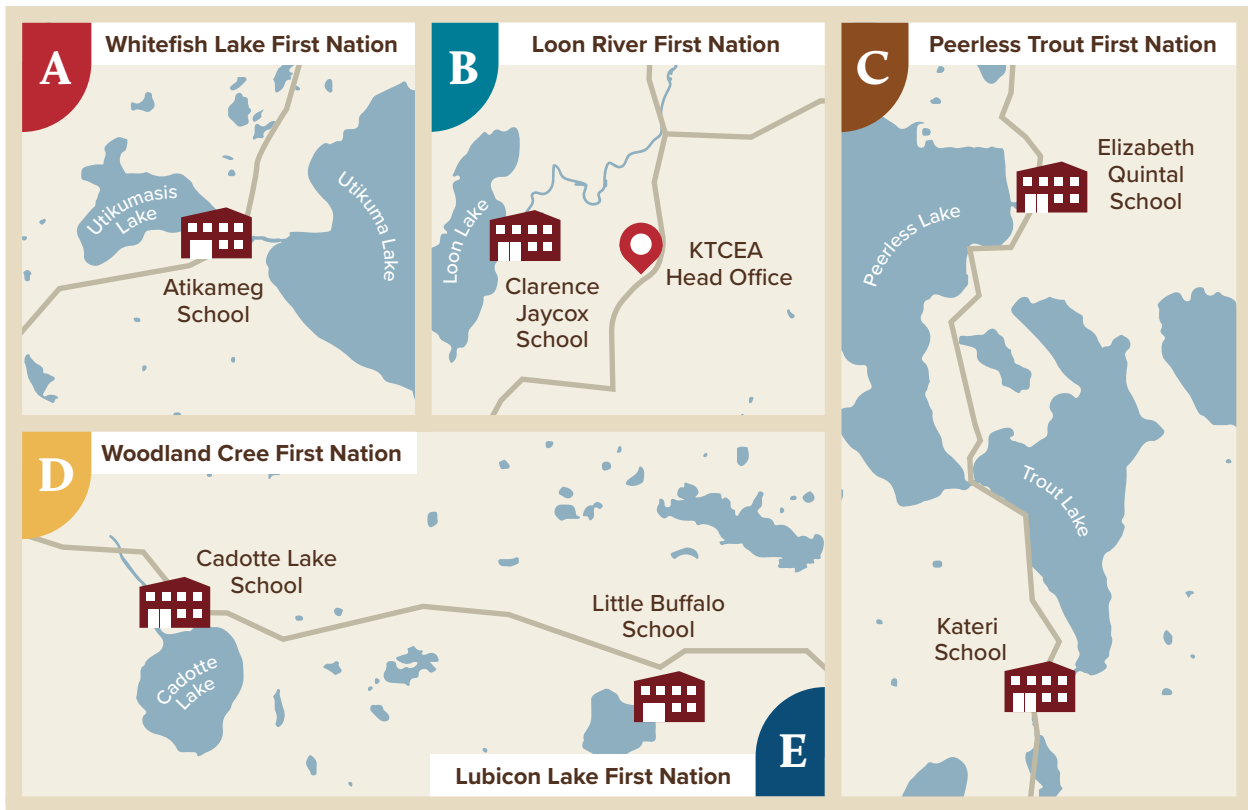 A
Whitefish Lake First Nation
Utikumasis
Lake
Utikuma Lake
Atikameg
School
B
Loon River First Nation
Loon Lake
Clarence
Jaycox
School
KTCEA
Head Office
C
Peerless Trout First Nation
Elizabeth
Quintal
School
Peerless Lake
Trout Lake
Kateri
School
D
Woodland Cree First Nation
Cadotte Lake
School
Cadotte
Lake
Little Buffalo
School
Lubicon Lake First Nation
E